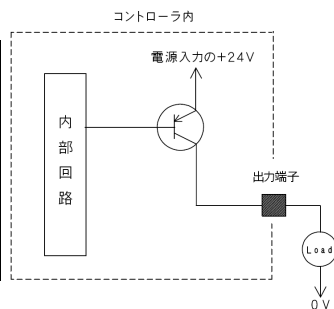 コントローラ内
電源入力の+24V
内部回路
出力端子
Load
0V